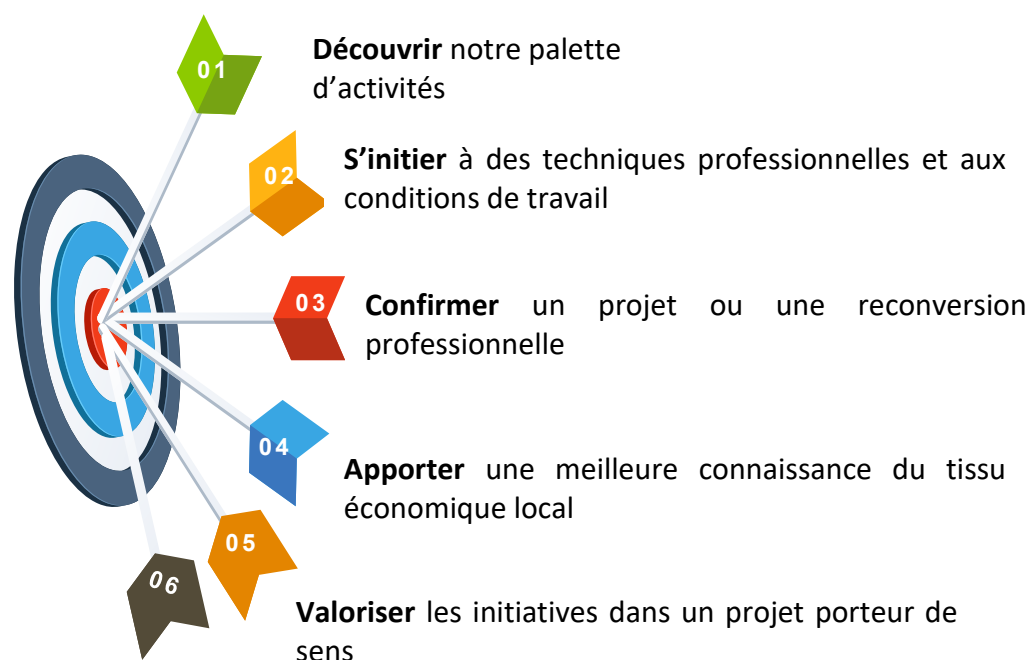 01
Découvrir notre palette
d’activités
02
S’initier à des techniques professionnelles et aux
conditions de travail
03
Confirmer un projet ou une reconversion
professionnelle
04
Apporter une meilleure connaissance du tissu
économique local
05
06
Valoriser les initiatives dans un projet porteur de
sens